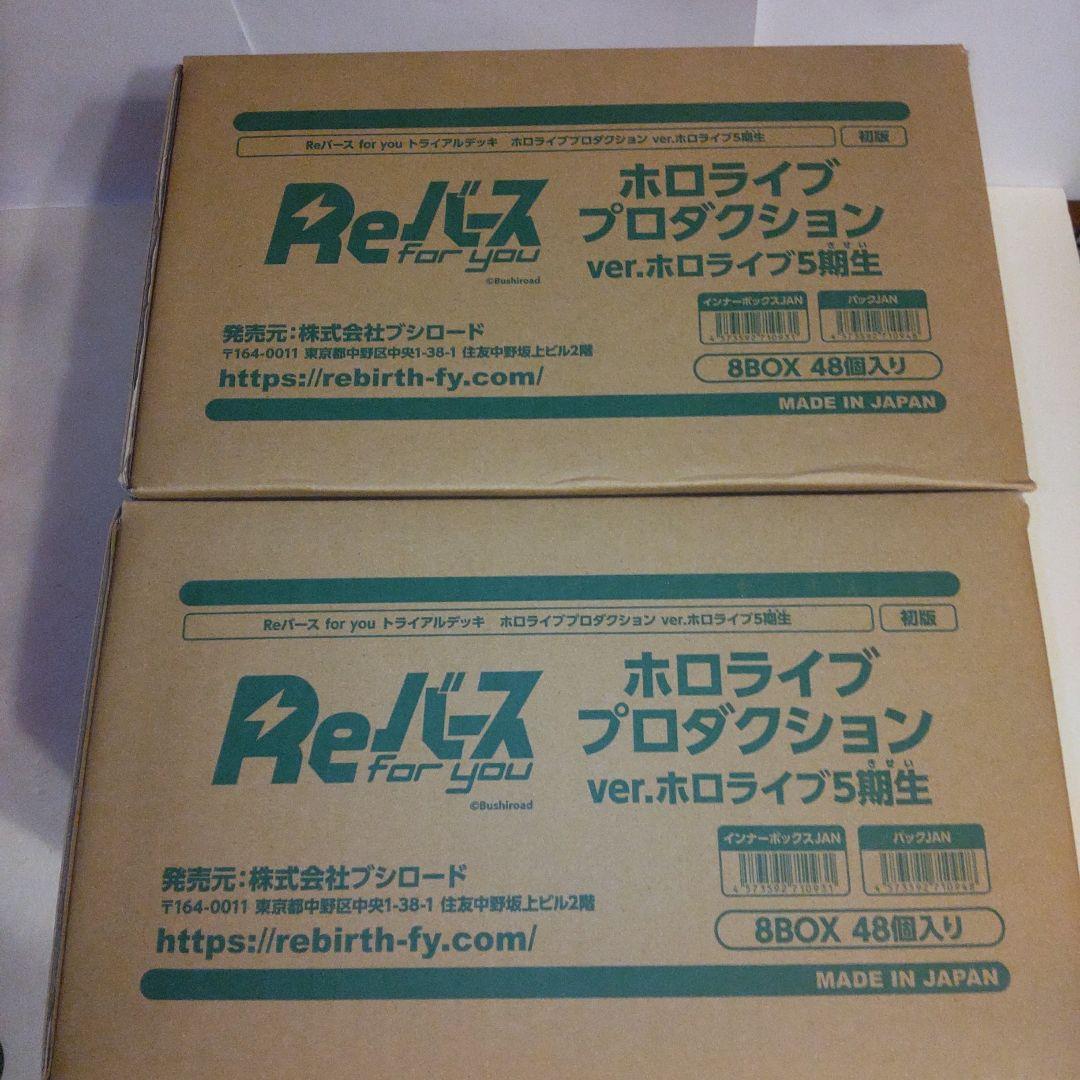 Reバース for you トライアルデッキ ホロライブプロダクション ver.ホロライブ5期生 初版
Reバース
for you
©Bushiroad
ホロライブ
プロダクション
させい
ver.ホロライブ5期生
インナーボックスJAN パックJAN
4573592710931 4573592710948
発売元:株式会社ブシロード
〒164-0011 東京都中野区中央1-38-1 住友中野坂上ビル2階
https://rebirth-fy.com/
8BOX 48個入り
MADE IN JAPAN
Reバース for you トライアルデッキ ホロライブプロダクション ver.ホロライブ5期生 初版
Reバース
for you
©Bushiroad
ホロライブ
プロダクション
させい
ver.ホロライブ5期生
インナーボックスJAN パックJAN
4573592710931 4573592710948
発売元:株式会社ブシロード
〒164-0011 東京都中野区中央1-38-1 住友中野坂上ビル2階
https://rebirth-fy.com/
8BOX 48個入り
MADE IN JAPAN